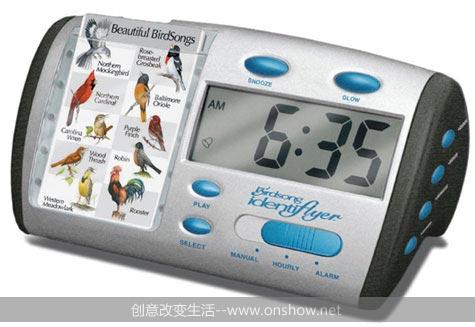 Beautiful BirdSongs
Northern
Mockingbird
Rose-
breasted
Grosbeak
Northern
Cardinal
Baltimore
Oriole
Carolina
Wren
Purple
Finch
Wood
Thrush
Robin
Western
Meadowlark
Rooster
SNOOZE
GLOW
AM
6:35
PLAY
SELECT
Birdsong
identiflyer
MANUAL
HOURLY
ALARM
创意改变生活--www.onshow.net